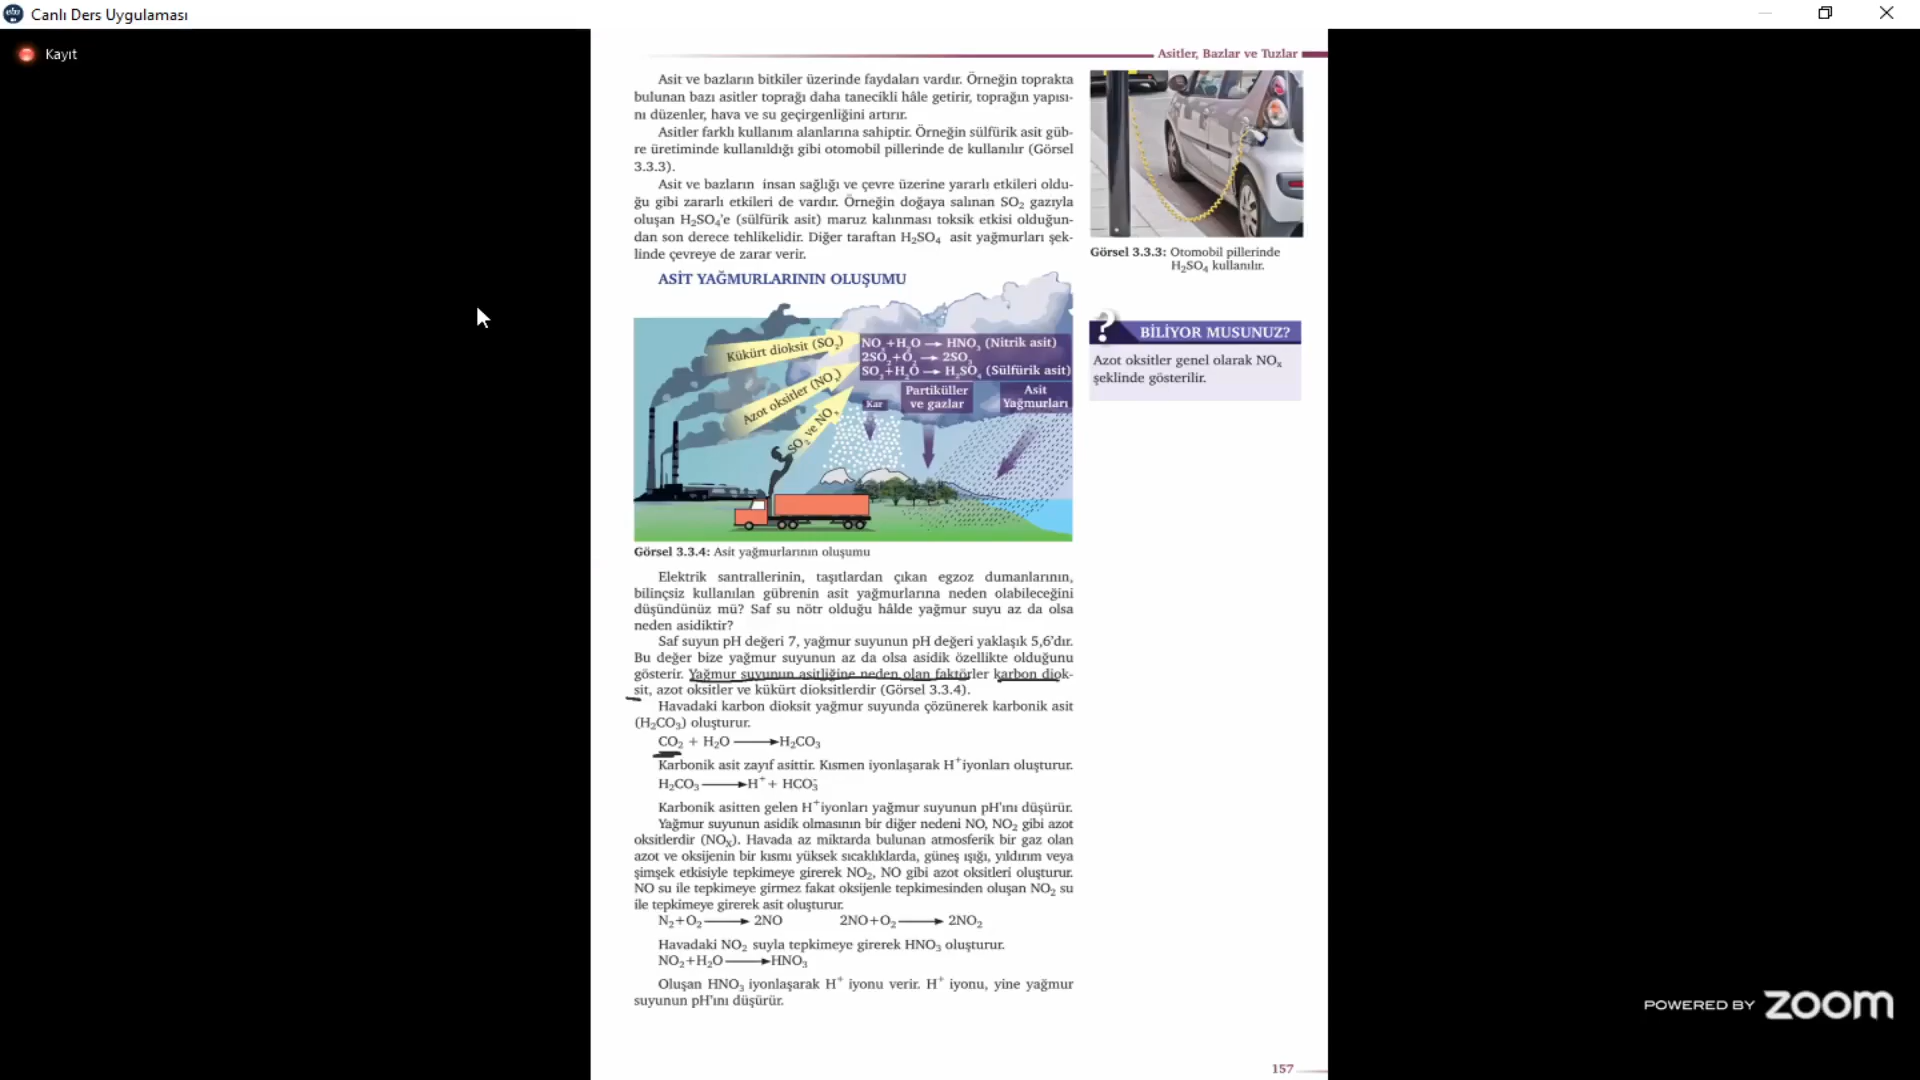 Canlı Ders Uygulaması
Kayıt
Asitler, Bazlar ve Tuzlar
Asit ve bazların bitkiler üzerinde faydaları vardır. Örneğin toprakta
bulunan bazı asitler toprağı daha tanecikli hâle getirir, toprağın yapısı-
nı düzenler, hava ve su geçirgenliğini artırır.
Asitler farklı kullanım alanlarına sahiptir. Örneğin sülfürik asit güb-
re üretiminde kullanıldığı gibi otomobil pillerinde de kullanılır (Görsel
3.3.3).
Asit ve bazların insan sağlığı ve çevre üzerine yararlı etkileri oldu-
ğu gibi zararlı etkileri de vardır. Örneğin doğaya salınan SO₂ gazıyla
oluşan H₂SO₄'e (sülfürik asit) maruz kalınması toksik etkisi olduğun-
dan son derece tehlikelidir. Diğer taraftan H₂SO₄ asit yağmurları şek-
linde çevreye de zarar verir.
Görsel 3.3.3: Otomobil pillerinde
H₂SO₄ kullanılır.
ASİT YAĞMURLARININ OLUŞUMU
Kükürt dioksit (SO₂)
Azot oksitler (NOₓ)
SO₂ ve NOₓ
NOₓ+H₂O → HNO₃ (Nitrik asit)
2SO₂+O₂ → 2SO₃
SO₃+H₂O → H₂SO₄ (Sülfürik asit)
Kar
Partiküller
ve gazlar
Asit
Yağmurları
? BİLİYOR MUSUNUZ?
Azot oksitler genel olarak NOₓ
şeklinde gösterilir.
Görsel 3.3.4: Asit yağmurlarının oluşumu
Elektrik santrallerinin, taşıtlardan çıkan egzoz dumanlarının,
bilinçsiz kullanılan gübrenin asit yağmurlarına neden olabileceğini
düşündünüz mü? Saf su nötr olduğu hâlde yağmur suyu az da olsa
neden asidiktir?
Saf suyun pH değeri 7, yağmur suyunun pH değeri yaklaşık 5,6'dır.
Bu değer bize yağmur suyunun az da olsa asidik özellikte olduğunu
gösterir. Yağmur suyunun asitliğine neden olan faktörler karbon diok-
sit, azot oksitler ve kükürt dioksitlerdir (Görsel 3.3.4).
Havadaki karbon dioksit yağmur suyunda çözünerek karbonik asit
(H₂CO₃) oluşturur.
CO₂ + H₂O ⟶ H₂CO₃
Karbonik asit zayıf asittir. Kısmen iyonlaşarak H⁺ iyonları oluşturur.
H₂CO₃ ⟶ H⁺ + HCO₃⁻
Karbonik asitten gelen H⁺ iyonları yağmur suyunun pH'ını düşürür.
Yağmur suyunun asidik olmasının bir diğer nedeni NO, NO₂ gibi azot
oksitlerdir (NOₓ). Havada az miktarda bulunan atmosferik bir gaz olan
azot ve oksijenin bir kısmı yüksek sıcaklıklarda, güneş ışığı, yıldırım veya
şimşek etkisiyle tepkimeye girerek NO₂, NO gibi azot oksitleri oluşturur.
NO su ile tepkimeye girmez fakat oksijenle tepkimesinden oluşan NO₂ su
ile tepkimeye girerek asit oluşturur.
N₂+O₂ ⟶ 2NO 2NO+O₂ ⟶ 2NO₂
Havadaki NO₂ suyla tepkimeye girerek HNO₃ oluşturur.
NO₂+H₂O ⟶ HNO₃
Oluşan HNO₃ iyonlaşarak H⁺ iyonu verir. H⁺ iyonu, yine yağmur
suyunun pH'ını düşürür.
POWERED BY zoom
157